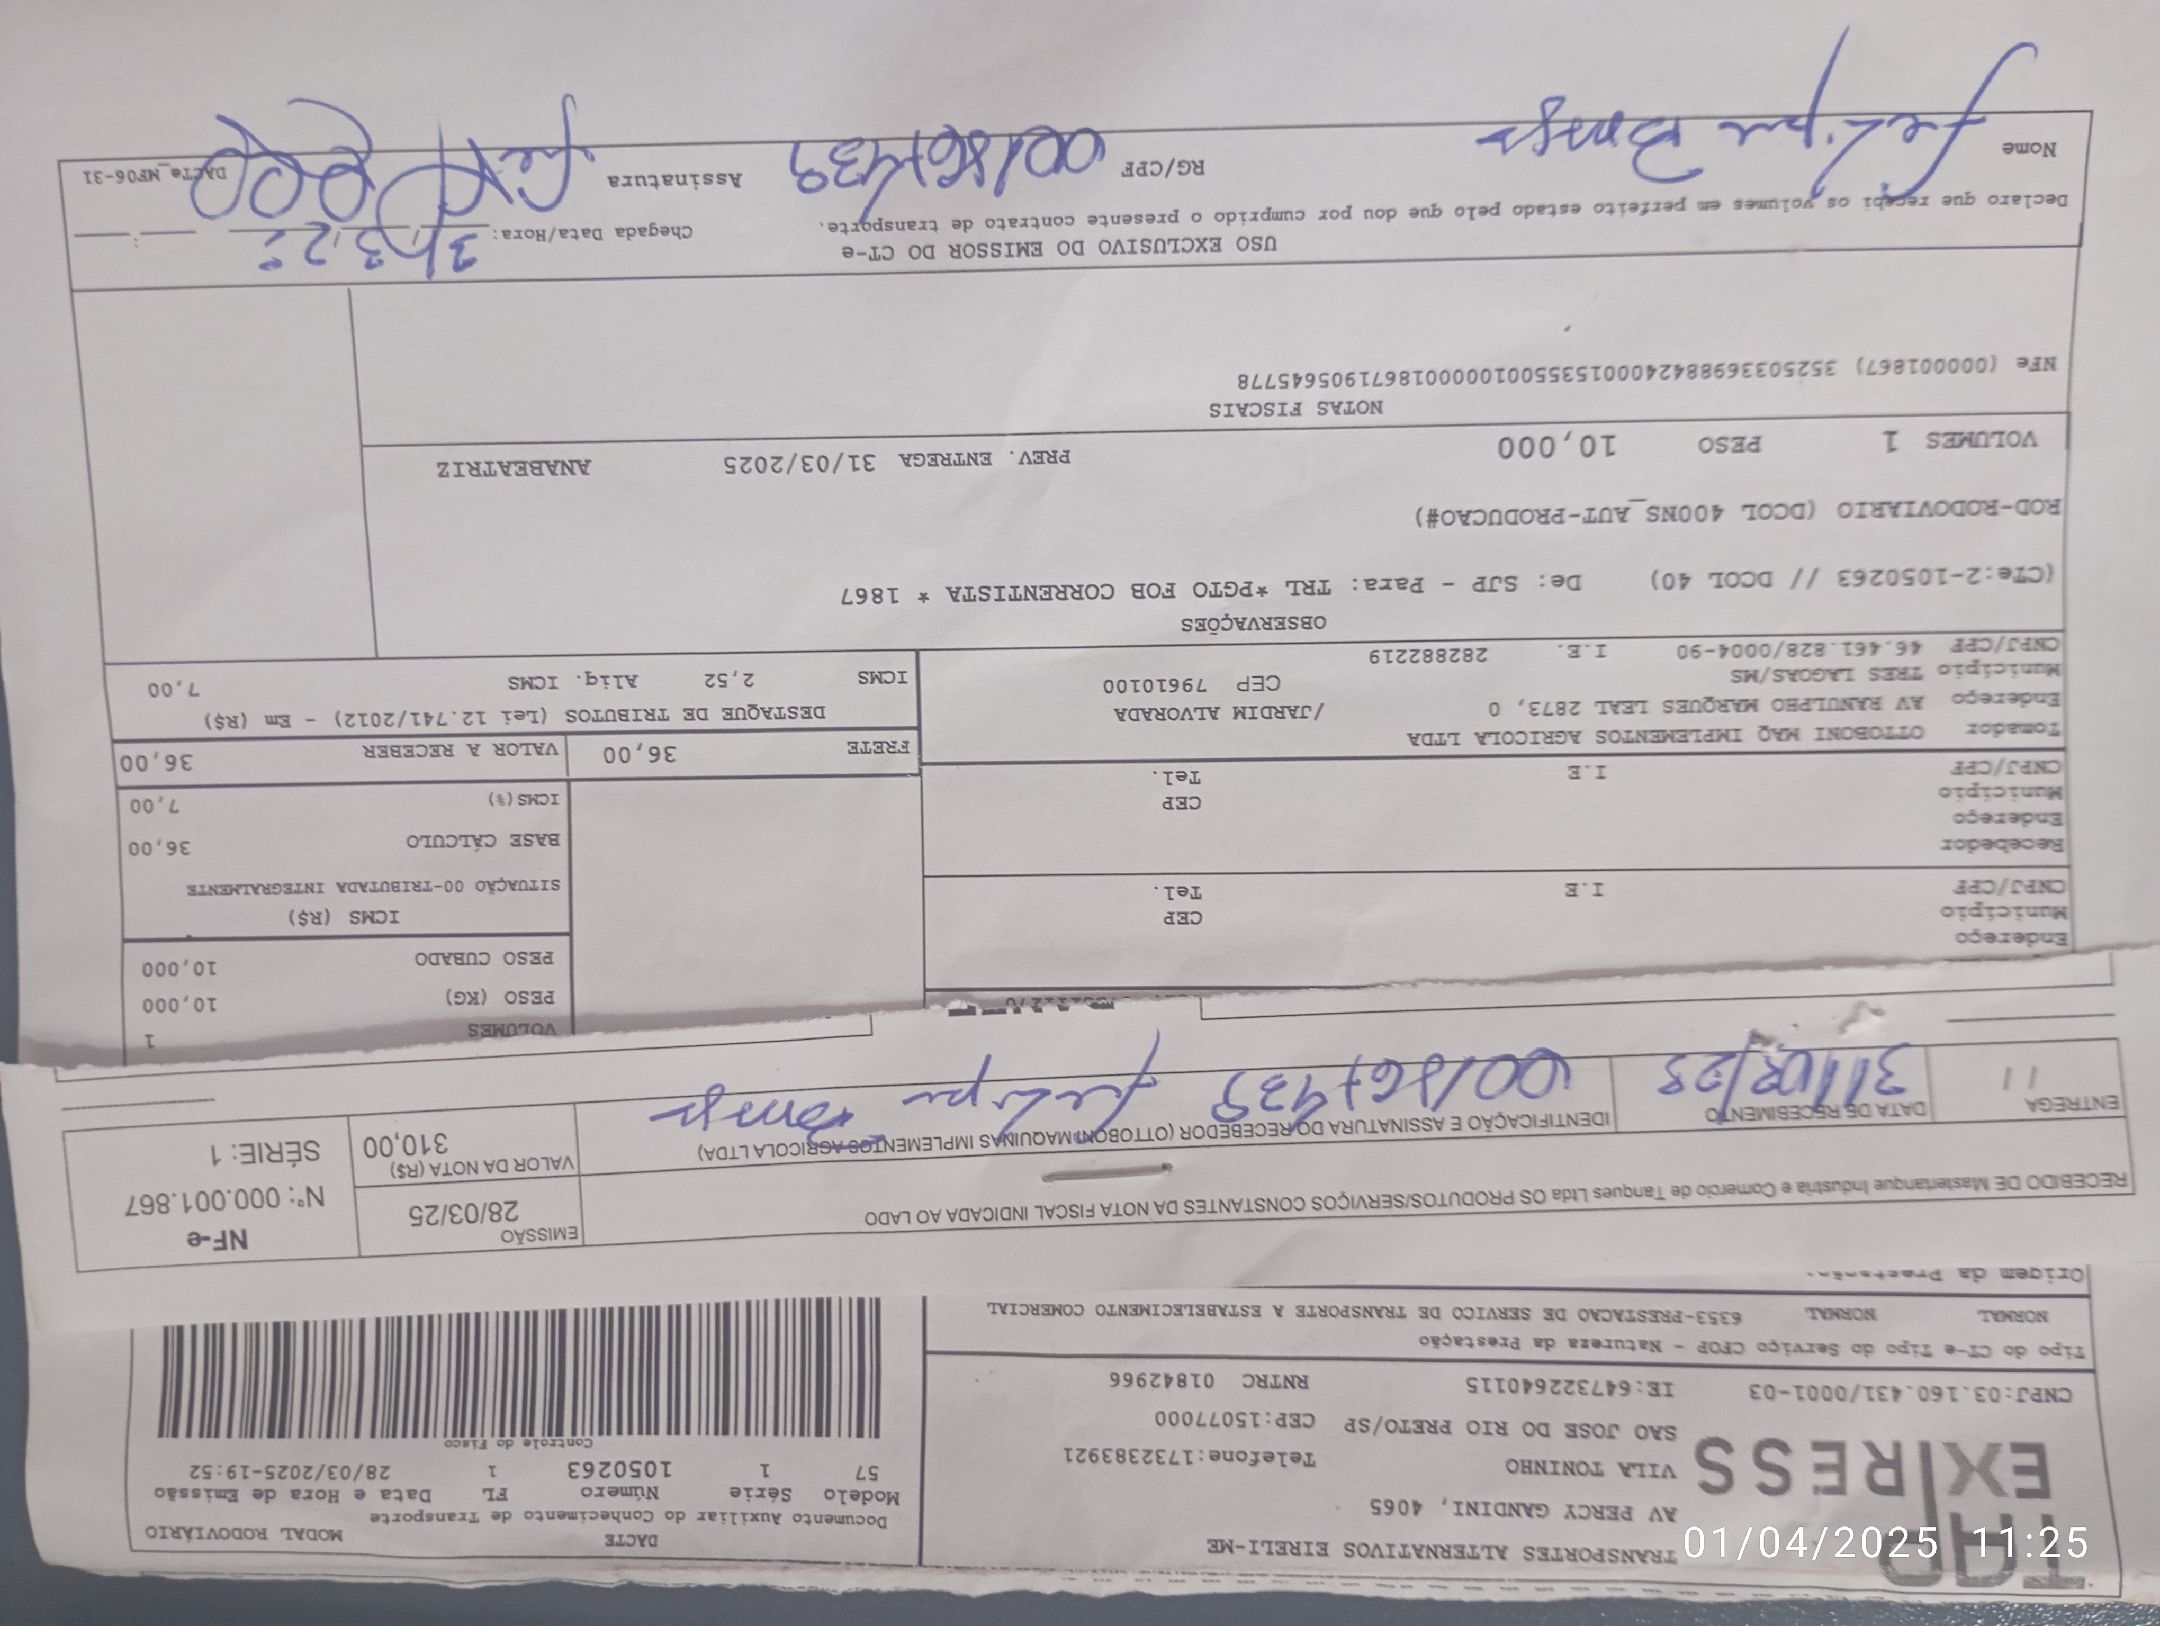 TAP
EXPRESS
TRANSPORTES ALTERNATIVOS EIRELI-ME
AV PERCY GANDINI, 4065
VILA TONINHO Telefone:1732383921
SAO JOSE DO RIO PRETO/SP CEP:15077000
CNPJ:03.160.431/0001-03 IE:647322640115 RNTRC 01842966
Tipo do CT-e Tipo do Serviço CFOP - Natureza da Prestação
NORMAL NORMAL 6353-PRESTACAO DE SERVICO DE TRANSPORTE A ESTABELECIMENTO COMERCIAL
Origem da Prestação
DACTE MODAL RODOVIÁRIO
Documento Auxiliar do Conhecimento de Transporte
Modelo Série Número FL Data e Hora de Emissão
57 1 1050263 1 28/03/2025-19:52
Controle do Fisco
RECEBIDO DE Mastertanque Industria e Comercio de Tanques Ltda OS PRODUTOS/SERVIÇOS CONSTANTES DA NOTA FISCAL INDICADA AO LADO
EMISSÃO
28/03/25
NF-e
Nº: 000.001.867
SÉRIE: 1
VALOR DA NOTA (R$)
310,00
ENTREGA
11
DATA DE RECEBIMENTO
31/03/25
IDENTIFICAÇÃO E ASSINATURA DO RECEBEDOR (OTTOBONI MAQUINAS IMPLEMENTOS AGRICOLA LTDA)
VOLUMES 1
PESO (KG) 10,000
PESO CUBADO 10,000
Endereço
Município CEP
CNPJ/CPF I.E Tel.
ICMS (R$)
SITUAÇÃO 00-TRIBUTADA INTEGRALMENTE
BASE CÁLCULO 36,00
ICMS(%) 7,00
Recebedor
Endereço
Município CEP
CNPJ/CPF I.E Tel.
FRETE 36,00 VALOR A RECEBER 36,00
Tomador OTTOBONI MAQ IMPLEMENTOS AGRICOLA LTDA
Endereço AV RANULPHO MARQUES LEAL 2873, 0 /JARDIM ALVORADA
Município TRES LAGOAS/MS CEP 79610100
CNPJ/CPF 46.461.828/0004-90 I.E. 282882219
DESTAQUE DE TRIBUTOS (Lei 12.741/2012) - Em (R$)
ICMS 2,52 Aliq. ICMS 7,00
OBSERVAÇÕES
(CTe:2-1050263 // DCOL 40) De: SJP - Para: TRL *PGTO FOB CORRENTISTA * 1867
ROD-RODOVIARIO (DCOL 400NS_AUT-PRODUCAO#)
VOLUMES 1 PESO 10,000 PREV. ENTREGA 31/03/2025 ANABEATRIZ
NOTAS FISCAIS
NFe (000001867) 35250336988424000153550010000018671905645778
USO EXCLUSIVO DO EMISSOR DO CT-e
Declaro que recebi os volumes em perfeito estado pelo que dou por cumprido o presente contrato de transporte.
Chegada Data/Hora:
Nome RG/CPF Assinatura
DACTe_MF06-31
01/04/2025 11:25